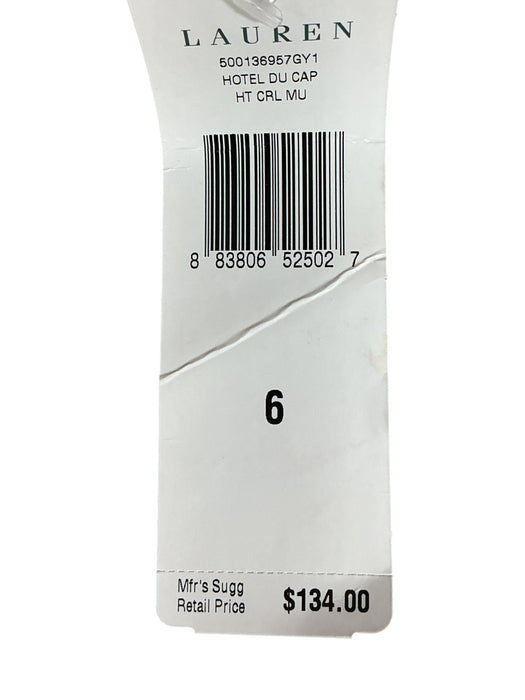 LAUREN
500136957GY1
HOTEL DU CAP
HT CRL MU
8 83806 52502 7
6
Mfr's Sugg
Retail Price $134.00